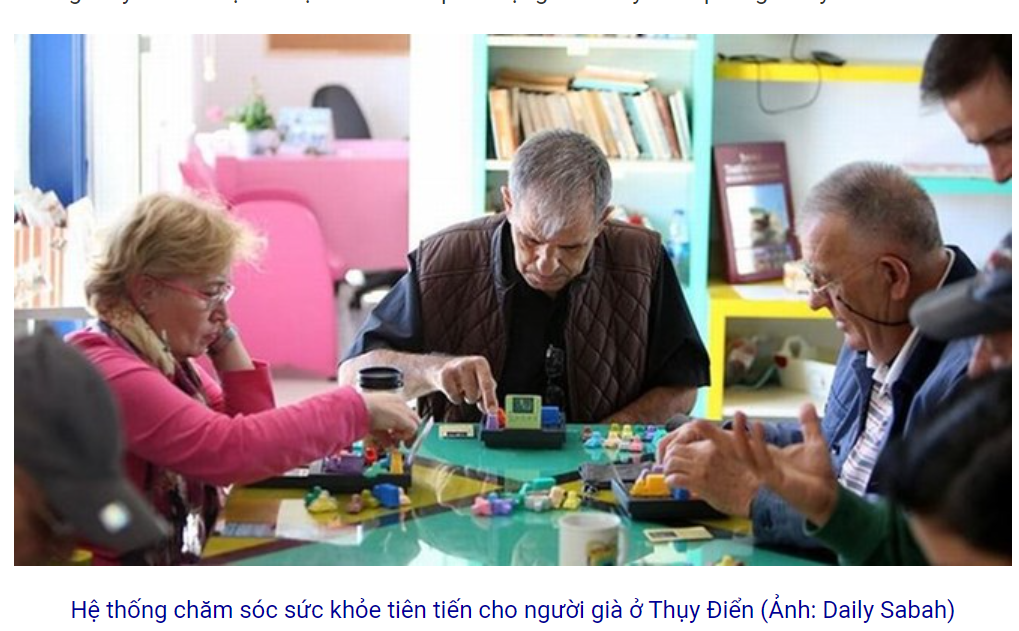 Hệ thống chăm sóc sức khỏe tiên tiến cho người già ở Thụy Điển (Ảnh: Daily Sabah)